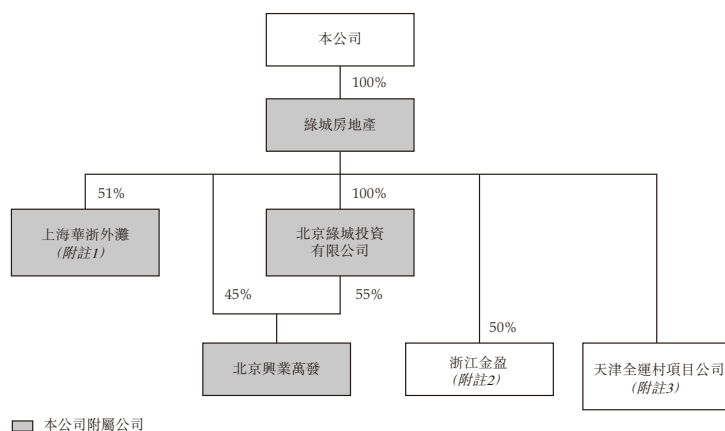 本公司
100%
綠城房地產
51%
100%
上海華浙外灘
(附註1)
北京綠城投資
有限公司
45%
55%
50%
北京興業萬發
浙江金盈
(附註2)
天津全運村項目公司
(附註3)
本公司附屬公司